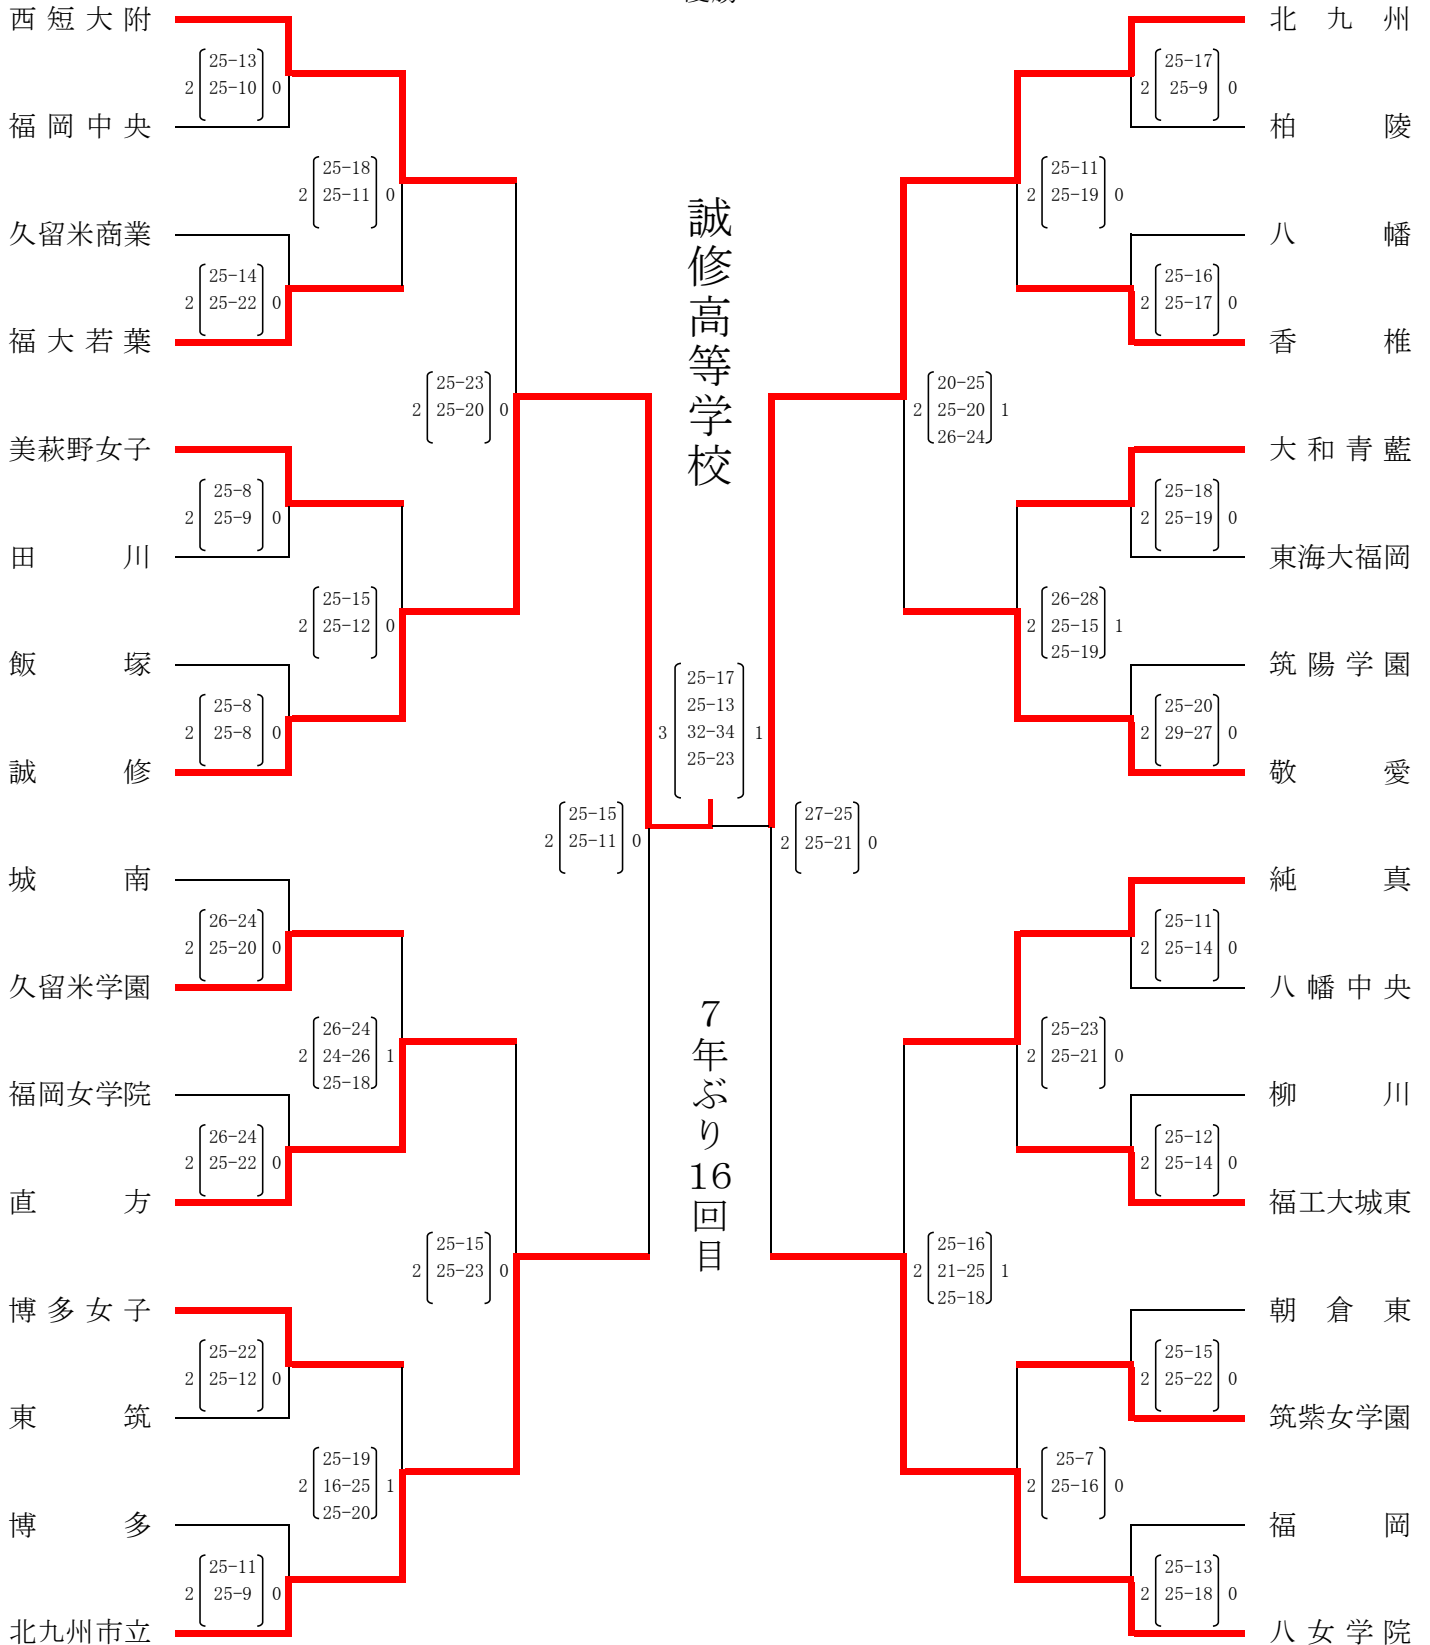 西短大附
25-13
2 25-10 0
福岡中央
25-18
2 25-11 0
久留米商業
25-14
2 25-22 0
福大若葉
25-23
2 25-20 0
美萩野女子
25-8
2 25-9 0
田川
25-15
2 25-12 0
飯塚
25-8
2 25-8 0
誠修
25-15
2 25-11 0
城南
26-24
2 25-20 0
久留米学園
26-24
2 24-26 1
25-18
福岡女学院
26-24
2 25-22 0
直方
25-15
2 25-23 0
博多女子
25-22
2 25-12 0
東筑
25-19
2 16-25 1
25-20
博多
25-11
2 25-9 0
北九州市立
誠修高等学校
25-17
25-13
3 32-34 1
25-23
7年ぶり16回目
北九州
25-17
2 25-9 0
柏陵
25-11
2 25-19 0
八幡
25-16
2 25-17 0
香椎
20-25
2 25-20 1
26-24
大和青藍
25-18
2 25-19 0
東海大福岡
26-28
2 25-15 1
25-19
筑陽学園
25-20
2 29-27 0
敬愛
27-25
2 25-21 0
純真
25-11
2 25-14 0
八幡中央
25-23
2 25-21 0
柳川
25-12
2 25-14 0
福工大城東
25-16
2 21-25 1
25-18
朝倉東
25-15
2 25-22 0
筑紫女学園
25-7
2 25-16 0
福岡
25-13
2 25-18 0
八女学院